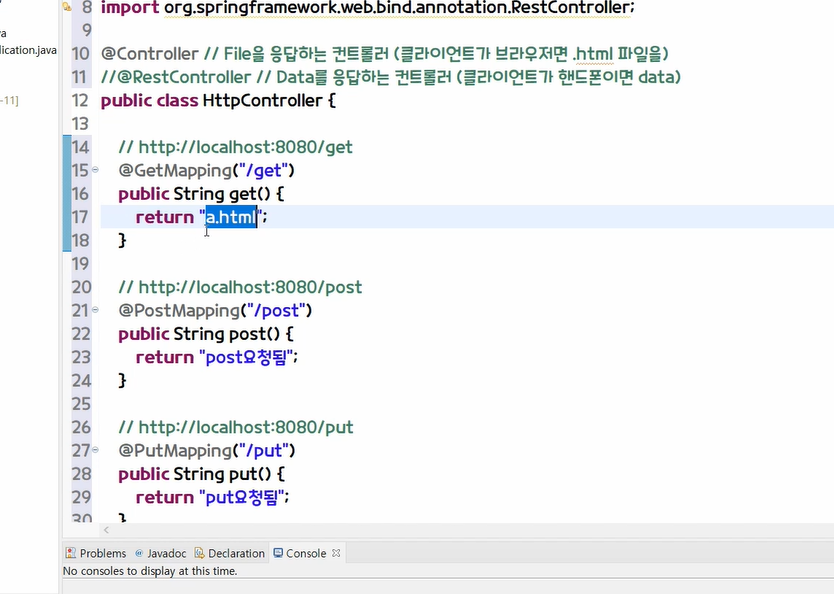 a
lication.java
-11]
8 import org.springframework.web.bind.annotation.RestController;
9
10 @Controller // File을 응답하는 컨트롤러 (클라이언트가 브라우저면 .html 파일을)
11 //@RestController // Data를 응답하는 컨트롤러 (클라이언트가 핸드폰이면 data)
12 public class HttpController {
13
14 // http://localhost:8080/get
15 @GetMapping("/get")
16 public String get() {
17 return "a.html";
18 }
19
20 // http://localhost:8080/post
21 @PostMapping("/post")
22 public String post() {
23 return "post요청됨";
24 }
25
26 // http://localhost:8080/put
27 @PutMapping("/put")
28 public String put() {
29 return "put요청됨";
30 }
Problems Javadoc Declaration Console
No consoles to display at this time.